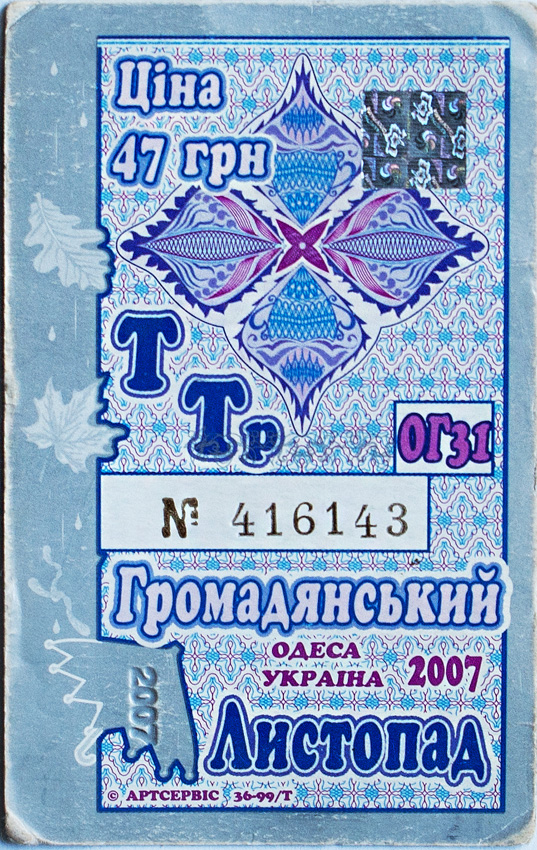 Ціна
47 грн
Т
Тр
ОГ31
№ 416143
Громадянський
ОДЕСА
УКРАЇНА 2007
2007
Листопад
© АРТСЕРВІС 36-99/Т